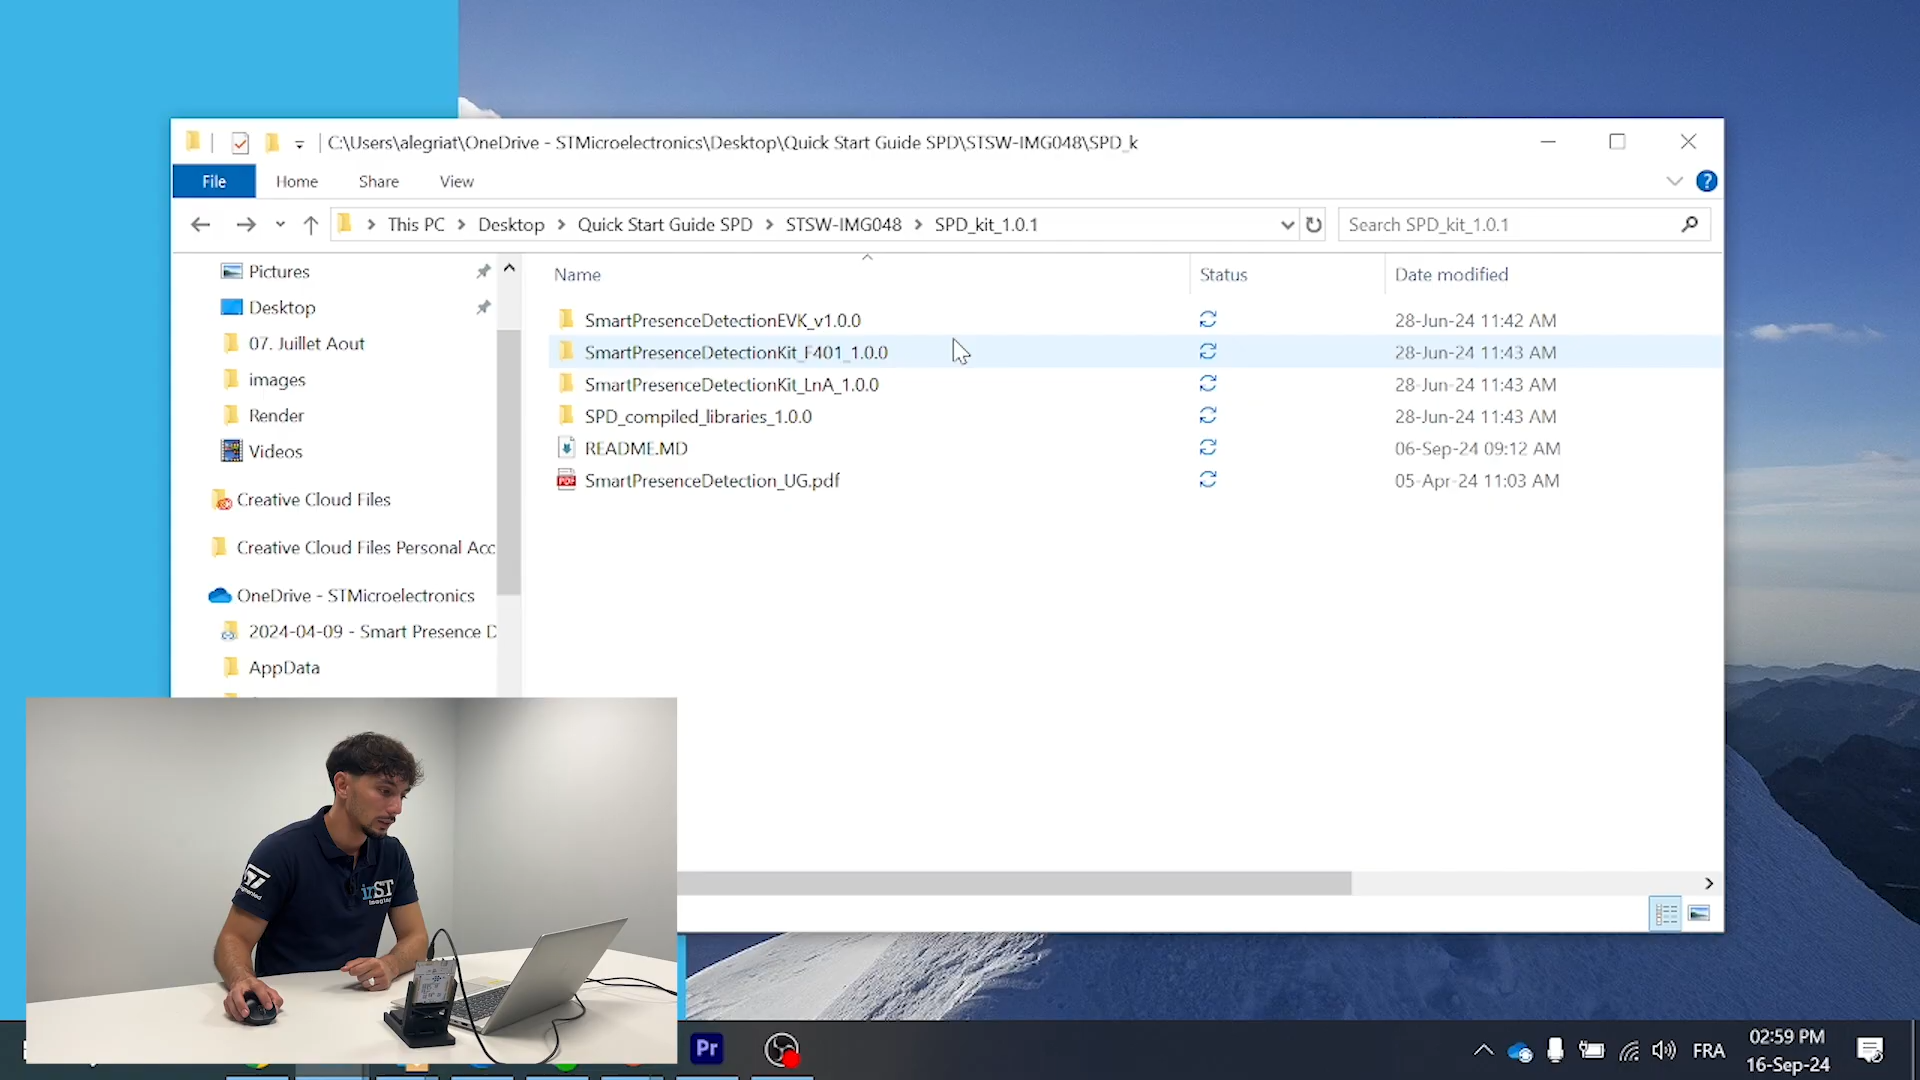 C:\Users\alegriat\OneDrive - STMicroelectronics\Desktop\Quick Start Guide SPD\STSW-IMG048\SPD_k
File
Home
Share
View
This PC
Desktop
Quick Start Guide SPD
STSW-IMG048
SPD_kit_1.0.1
Search SPD_kit_1.0.1
Pictures
Desktop
07. Juillet Aout
images
Render
Videos
Creative Cloud Files
Creative Cloud Files Personal Acc
OneDrive - STMicroelectronics
2024-04-09 - Smart Presence D
AppData
Name
Status
Date modified
SmartPresenceDetectionEVK_v1.0.0
28-Jun-24 11:42 AM
SmartPresenceDetectionKit_F401_1.0.0
28-Jun-24 11:43 AM
SmartPresenceDetectionKit_LnA_1.0.0
28-Jun-24 11:43 AM
SPD_compiled_libraries_1.0.0
28-Jun-24 11:43 AM
README.MD
06-Sep-24 09:12 AM
SmartPresenceDetection_UG.pdf
05-Apr-24 11:03 AM
inST
Imaging
Pr
FRA
02:59 PM
16-Sep-24